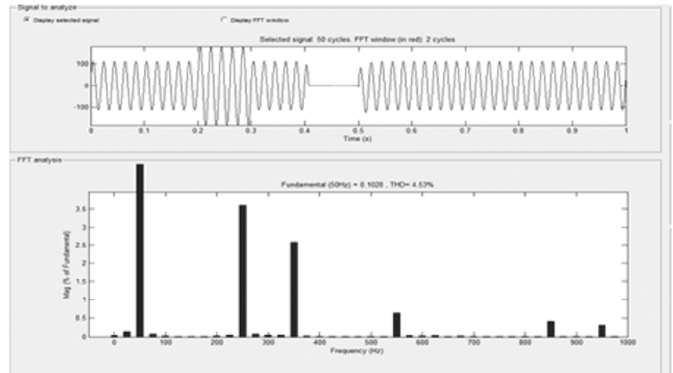 Signal to analyze
Display selected signal
Display FFT window
Selected signal: 50 cycles. FFT window (in red): 2 cycles
100
0
-100
0 0.1 0.2 0.3 0.4 0.5 0.6 0.7 0.8 0.9 1
Time (s)
FFT analysis
Fundamental (50Hz) = 0.1028 , THD= 4.53%
3.5
3
2.5
2
1.5
1
0.5
0
Mag (% of Fundamental)
0 100 200 300 400 500 600 700 800 900 1000
Frequency (Hz)